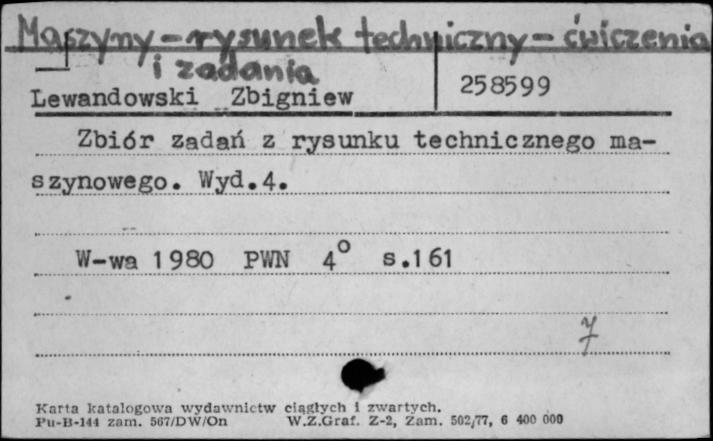 Maszyny - rysunek techniczny - ćwiczenia
i zadania
Lewandowski Zbigniew 258599
Zbiór zadań z rysunku technicznego ma-
szynowego. Wyd.4.
W-wa 1980 PWN 4° s.161
7
Karta katalogowa wydawnictw ciągłych i zwartych.
Pu-B-144 zam. 567/DW/On W.Z.Graf. Z-2, Zam. 502/77, 6 400 000